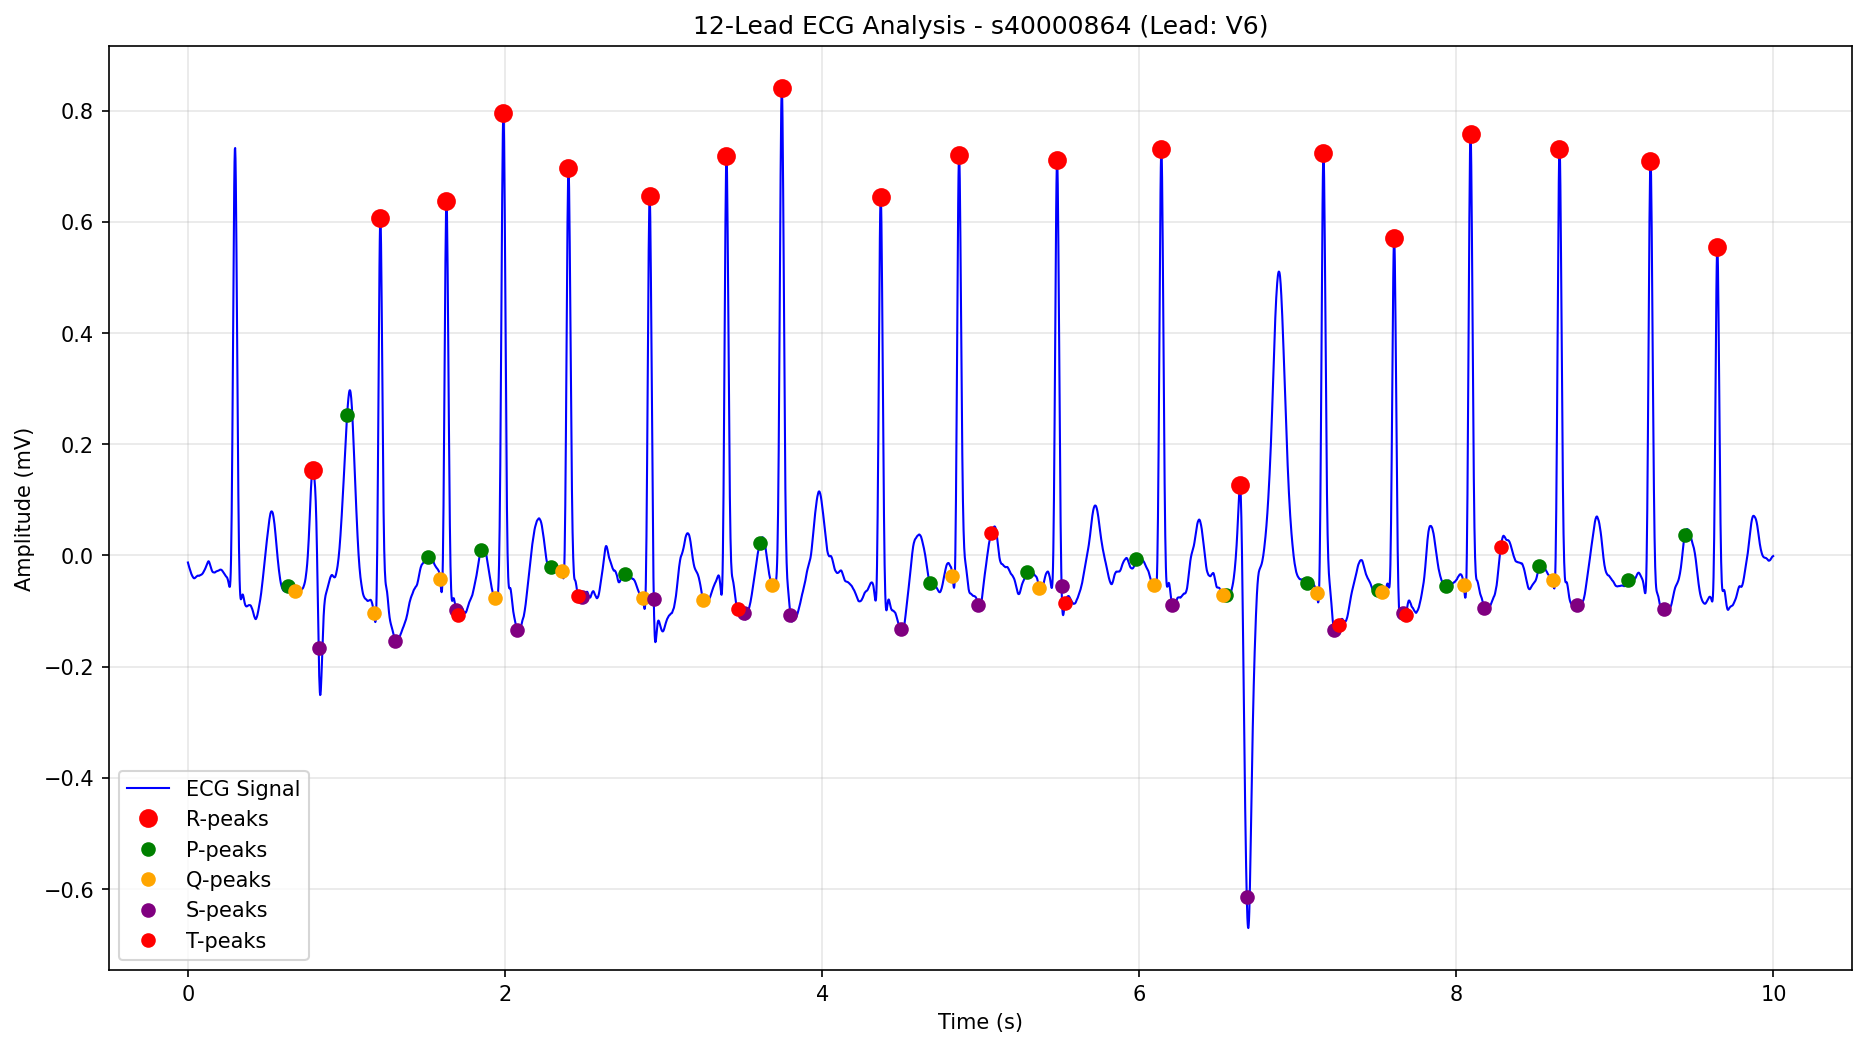 12-Lead ECG Analysis - s40000864 (Lead: V6)
Amplitude (mV)
0.8
0.6
0.4
0.2
0.0
−0.2
−0.4
−0.6
ECG Signal
R-peaks
P-peaks
Q-peaks
S-peaks
T-peaks
0 2 4 6 8 10
Time (s)